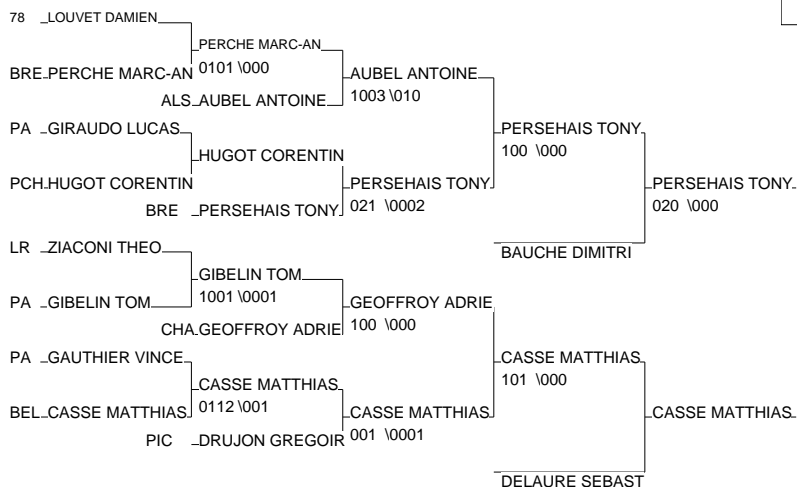 78 LOUVET DAMIEN
PERCHE MARC-AN
BRE PERCHE MARC-AN 0101 \000 AUBEL ANTOINE
ALS AUBEL ANTOINE 1003 \010
PA GIRAUDO LUCAS PERSEHAIS TONY
100 \000
HUGOT CORENTIN
PCH HUGOT CORENTIN PERSEHAIS TONY PERSEHAIS TONY
BRE PERSEHAIS TONY 021 \0002 020 \000
LR ZIACONI THEO BAUCHE DIMITRI
GIBELIN TOM
PA GIBELIN TOM 1001 \0001 GEOFFROY ADRIE
CHA GEOFFROY ADRIE 100 \000
PA GAUTHIER VINCE CASSE MATTHIAS
101 \000
CASSE MATTHIAS
BEL CASSE MATTHIAS 0112 \001 CASSE MATTHIAS CASSE MATTHIAS
PIC DRUJON GREGOIR 001 \0001
DELAURE SEBAST